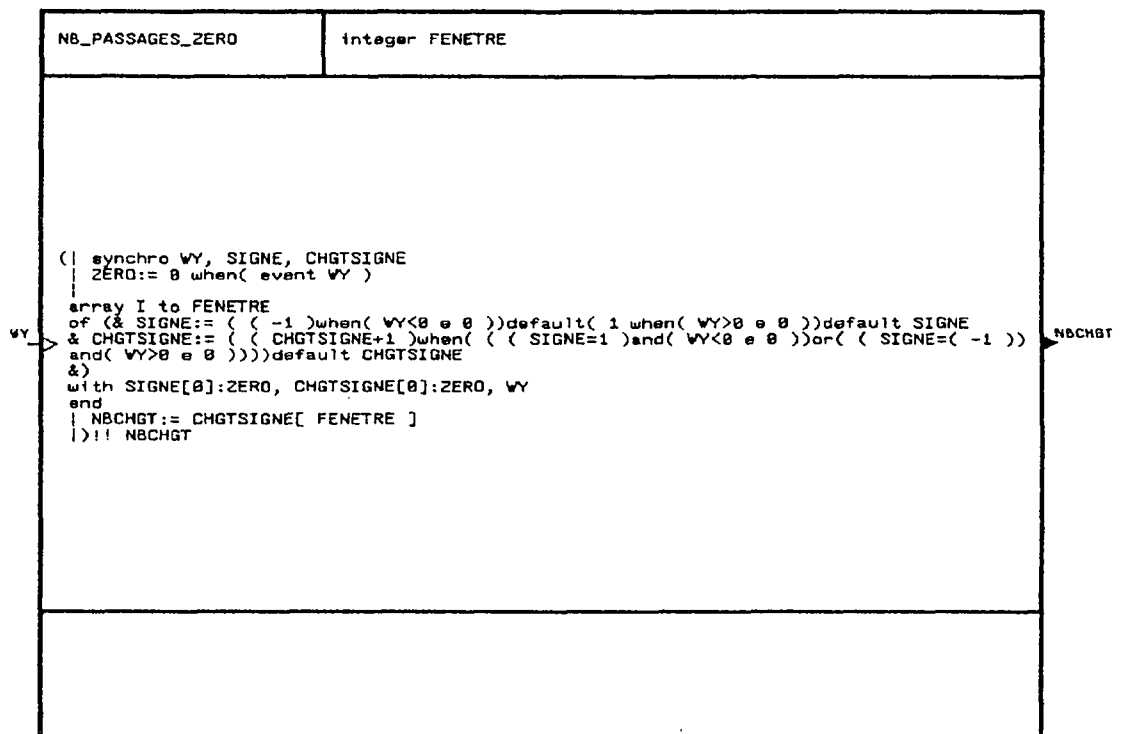 NB_PASSAGES_ZERO
integer FENETRE
(| synchro WY, SIGNE, CHGTSIGNE
| ZERO:= 0 when( event WY )
|
array I to FENETRE
of (& SIGNE:= ( ( -1 )when( WY<0 e 0 ))default( 1 when( WY>0 e 0 ))default SIGNE
& CHGTSIGNE:= ( ( CHGTSIGNE+1 )when( ( ( SIGNE=1 )and( WY<0 e 0 ))or( ( SIGNE=( -1 ))
and( WY>0 e 0 ))))default CHGTSIGNE
&)
with SIGNE[0]:ZERO, CHGTSIGNE[0]:ZERO, WY
end
| NBCHGT:= CHGTSIGNE[ FENETRE ]
|)!! NBCHGT
WY
NBCHGT